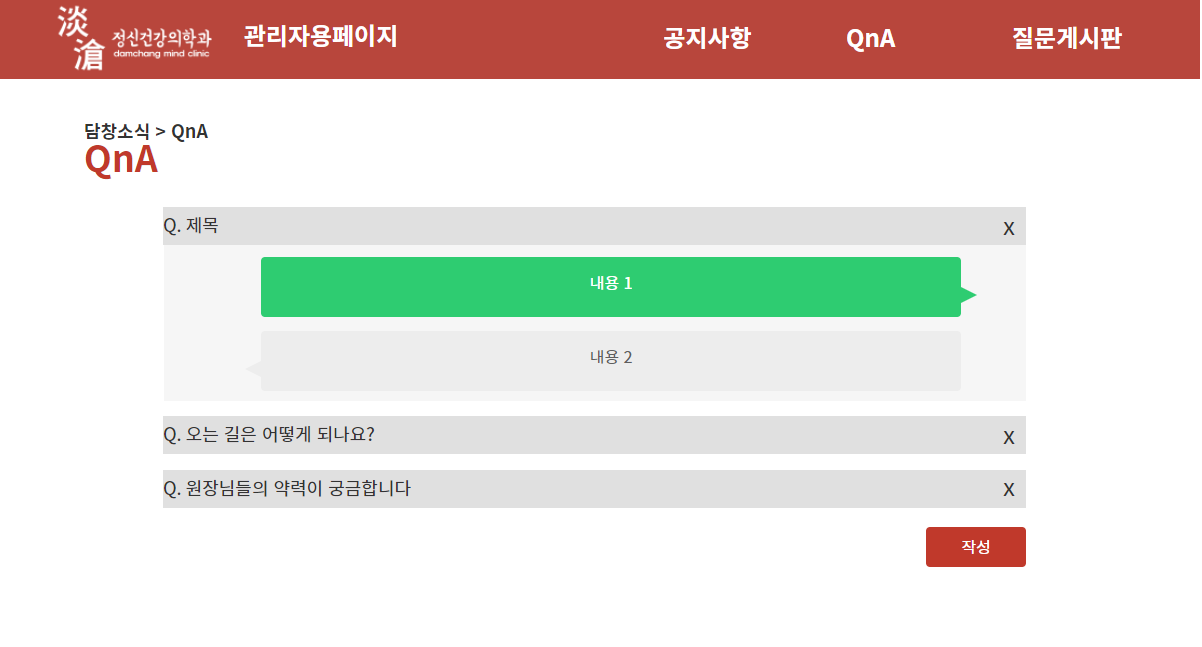 淡滄 정신건강의학과
damchang mind clinic
관리자용페이지
공지사항
QnA
질문게시판
담창소식 > QnA
QnA
Q. 제목 X
내용 1
내용 2
Q. 오는 길은 어떻게 되나요? X
Q. 원장님들의 약력이 궁금합니다 X
작성